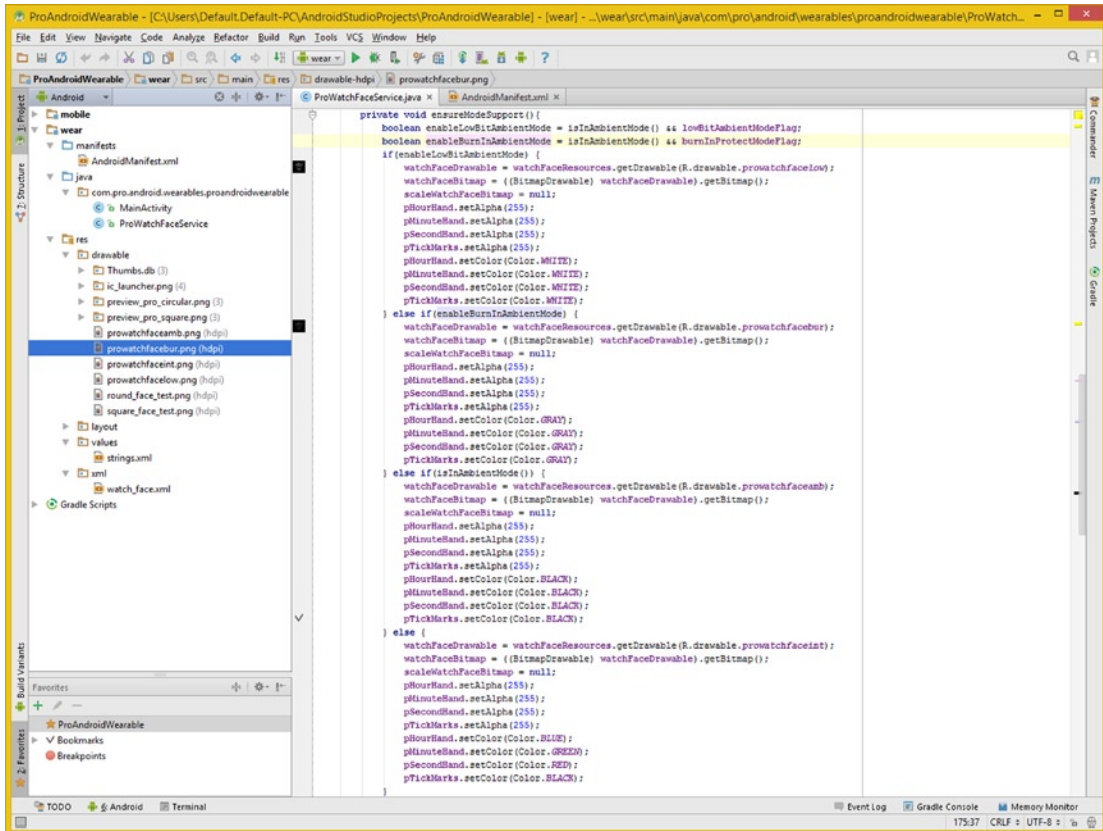 ProAndroidWearable - [C:\Users\Default.Default-PC\AndroidStudioProjects\ProAndroidWearable] - [wear] - ...\wear\src\main\java\com\pro\android\wearables\proandroidwearable\ProWatch...
File Edit View Navigate Code Analyze Refactor Build Run Tools VCS Window Help
wear
ProAndroidWearable wear src main res drawable-hdpi prowatchfacebur.png
Android
ProWatchFaceService.java × AndroidManifest.xml ×
1: Project
7: Structure
Build Variants
2: Favorites
mobile
wear
manifests
AndroidManifest.xml
java
com.pro.android.wearables.proandroidwearable
MainActivity
ProWatchFaceService
res
drawable
Thumbs.db (3)
ic_launcher.png (4)
preview_pro_circular.png (3)
preview_pro_square.png (3)
prowatchfaceamb.png (hdpi)
prowatchfacebur.png (hdpi)
prowatchfaceint.png (hdpi)
prowatchfacelow.png (hdpi)
round_face_test.png (hdpi)
square_face_test.png (hdpi)
layout
values
strings.xml
xml
watch_face.xml
Gradle Scripts
Favorites
ProAndroidWearable
Bookmarks
Breakpoints
private void ensureModeSupport(){
boolean enableLowBitAmbientMode = isInAmbientMode() && lowBitAmbientModeFlag;
boolean enableBurnInAmbientMode = isInAmbientMode() && burnInProtectModeFlag;
if(enableLowBitAmbientMode) {
watchFaceDrawable = watchFaceResources.getDrawable(R.drawable.prowatchfacelow);
watchFaceBitmap = ((BitmapDrawable) watchFaceDrawable).getBitmap();
scaleWatchFaceBitmap = null;
pHourHand.setAlpha(255);
pMinuteHand.setAlpha(255);
pSecondHand.setAlpha(255);
pTickMarks.setAlpha(255);
pHourHand.setColor(Color.WHITE);
pMinuteHand.setColor(Color.WHITE);
pSecondHand.setColor(Color.WHITE);
pTickMarks.setColor(Color.WHITE);
} else if(enableBurnInAmbientMode) {
watchFaceDrawable = watchFaceResources.getDrawable(R.drawable.prowatchfacebur);
watchFaceBitmap = ((BitmapDrawable) watchFaceDrawable).getBitmap();
scaleWatchFaceBitmap = null;
pHourHand.setAlpha(255);
pMinuteHand.setAlpha(255);
pSecondHand.setAlpha(255);
pTickMarks.setAlpha(255);
pHourHand.setColor(Color.GRAY);
pMinuteHand.setColor(Color.GRAY);
pSecondHand.setColor(Color.GRAY);
pTickMarks.setColor(Color.GRAY);
} else if(isInAmbientMode()) {
watchFaceDrawable = watchFaceResources.getDrawable(R.drawable.prowatchfaceamb);
watchFaceBitmap = ((BitmapDrawable) watchFaceDrawable).getBitmap();
scaleWatchFaceBitmap = null;
pHourHand.setAlpha(255);
pMinuteHand.setAlpha(255);
pSecondHand.setAlpha(255);
pTickMarks.setAlpha(255);
pHourHand.setColor(Color.BLACK);
pMinuteHand.setColor(Color.BLACK);
pSecondHand.setColor(Color.BLACK);
pTickMarks.setColor(Color.BLACK);
} else {
watchFaceDrawable = watchFaceResources.getDrawable(R.drawable.prowatchfaceint);
watchFaceBitmap = ((BitmapDrawable) watchFaceDrawable).getBitmap();
scaleWatchFaceBitmap = null;
pHourHand.setAlpha(255);
pMinuteHand.setAlpha(255);
pSecondHand.setAlpha(255);
pTickMarks.setAlpha(255);
pHourHand.setColor(Color.BLUE);
pMinuteHand.setColor(Color.GREEN);
pSecondHand.setColor(Color.RED);
pTickMarks.setColor(Color.BLACK);
}
Commander
Maven Projects
Gradle
TODO 6: Android Terminal Event Log Gradle Console Memory Monitor
175:37 CRLF UTF-8